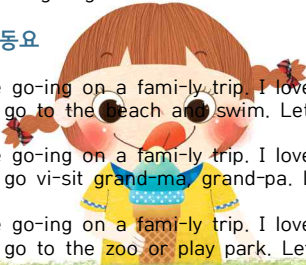 동요
go-ing on a fami-ly trip. I love
go to the beach and swim. Let
go-ing on a fami-ly trip. I love
go vi-sit grand-ma, grand-pa.
go-ing on a fami-ly trip. I love
go to the zoo or play park. Let